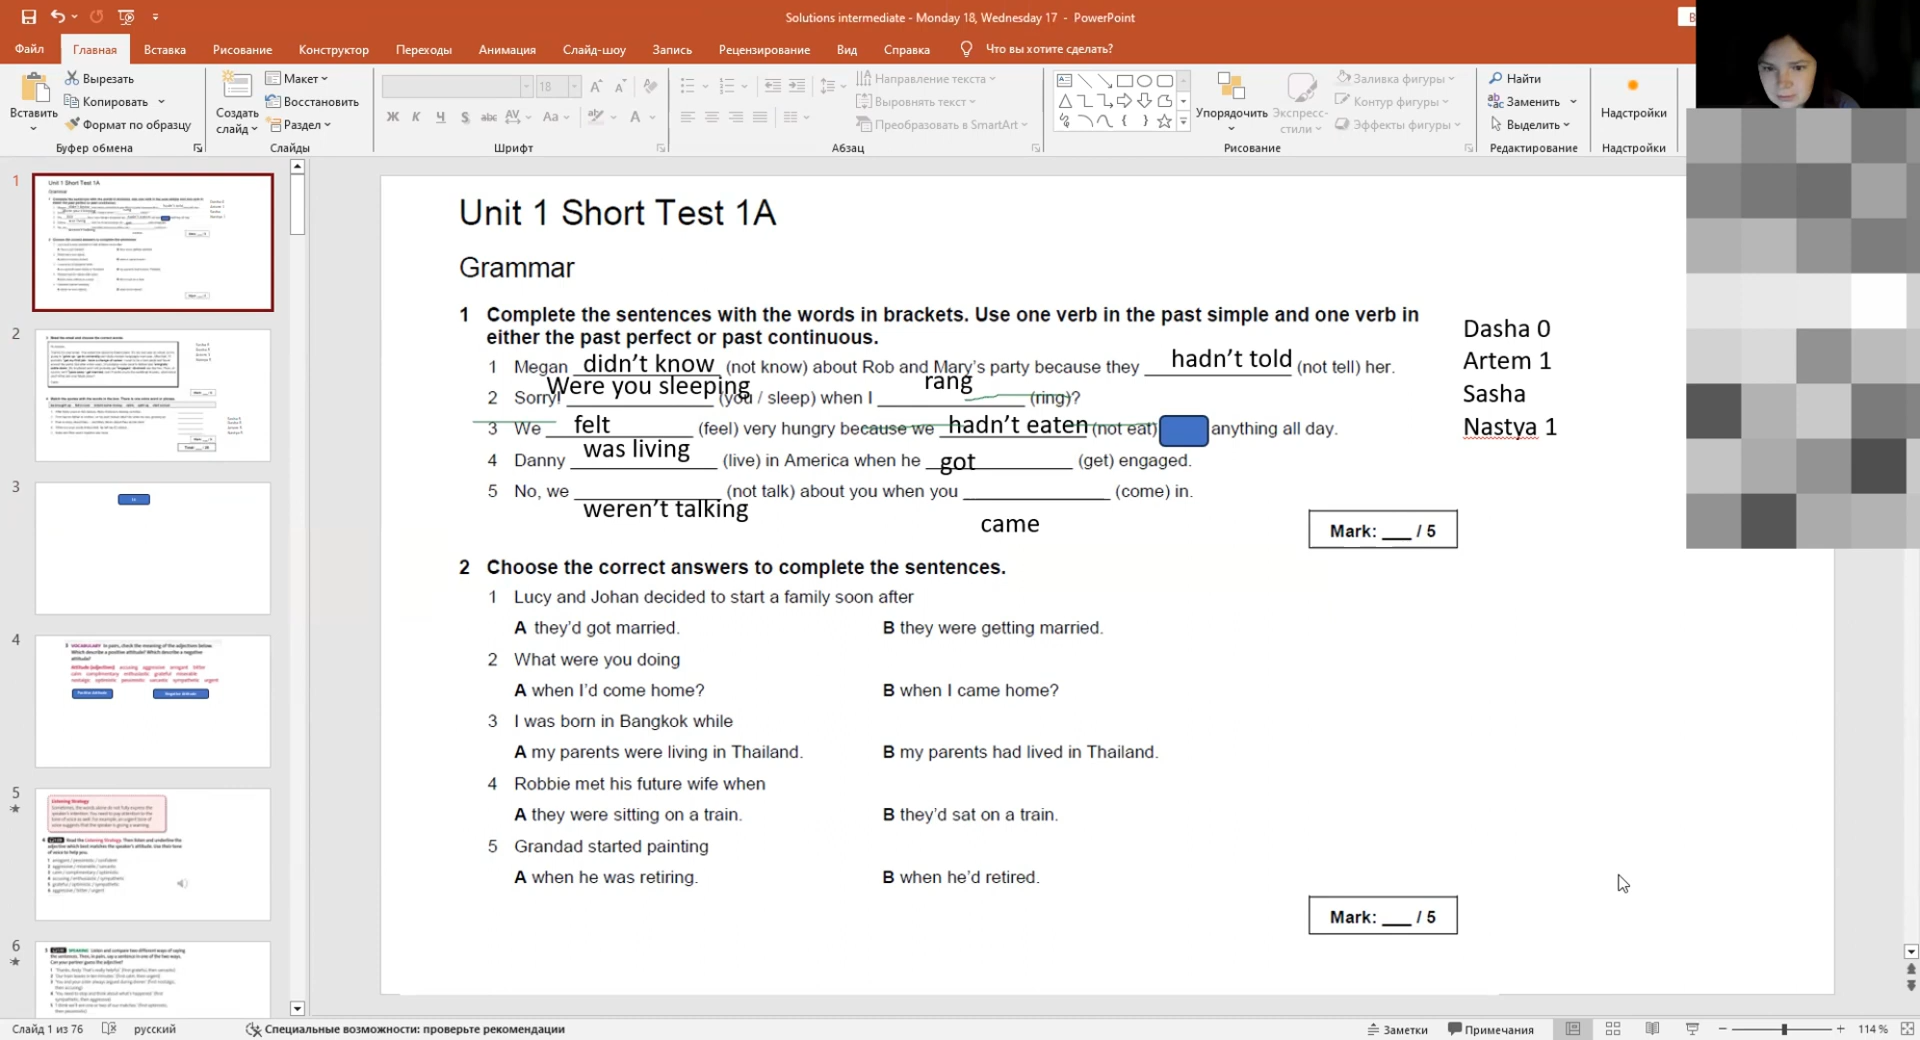 Solutions intermediate - Monday 18, Wednesday 17 - PowerPoint
Файл Главная Вставка Рисование Конструктор Переходы Анимация Слайд-шоу Запись Рецензирование Вид Справка Что вы хотите сделать?
Вставить
Вырезать
Копировать
Формат по образцу
Буфер обмена
Создать слайд
Макет
Восстановить
Раздел
Слайды
18
Ж К Ч S abc AV Aa A
Шрифт
Направление текста
Выровнять текст
Преобразовать в SmartArt
Абзац
Упорядочить
Экспресс-стили
Заливка фигуры
Контур фигуры
Эффекты фигуры
Рисование
Найти
Заменить
Выделить
Редактирование
Надстройки
Надстройки
1
2
3
4
5
6
Unit 1 Short Test 1A
Grammar
1 Complete the sentences with the words in brackets. Use one verb in the past simple and one verb in
either the past perfect or past continuous.
1 Megan didn’t know (not know) about Rob and Mary’s party because they hadn’t told (not tell) her.
2 Sorry! Were you sleeping (you / sleep) when I rang (ring)?
3 We felt (feel) very hungry because we hadn’t eaten (not eat) anything all day.
4 Danny was living (live) in America when he got (get) engaged.
5 No, we weren’t talking (not talk) about you when you came (come) in.
Mark: ___ / 5
Dasha 0
Artem 1
Sasha
Nastya 1
2 Choose the correct answers to complete the sentences.
1 Lucy and Johan decided to start a family soon after
A they’d got married. B they were getting married.
2 What were you doing
A when I’d come home? B when I came home?
3 I was born in Bangkok while
A my parents were living in Thailand. B my parents had lived in Thailand.
4 Robbie met his future wife when
A they were sitting on a train. B they’d sat on a train.
5 Grandad started painting
A when he was retiring. B when he’d retired.
Mark: ___ / 5
Слайд 1 из 76 русский Специальные возможности: проверьте рекомендации Заметки Примечания 114 %